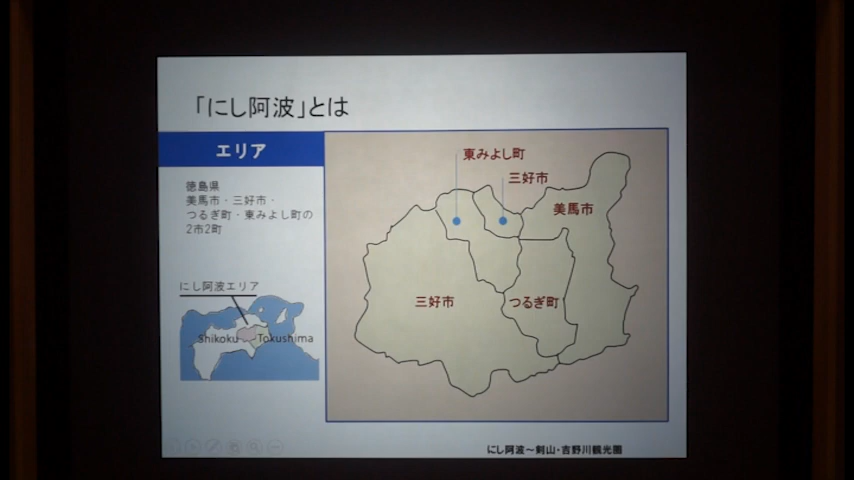 「にし阿波」とは
エリア
徳島県
美馬市・三好市・
つるぎ町・東みよし町の
2市2町
にし阿波エリア
Shikoku
Tokushima
東みよし町
三好市
美馬市
三好市
つるぎ町
にし阿波~剣山・吉野川観光圏